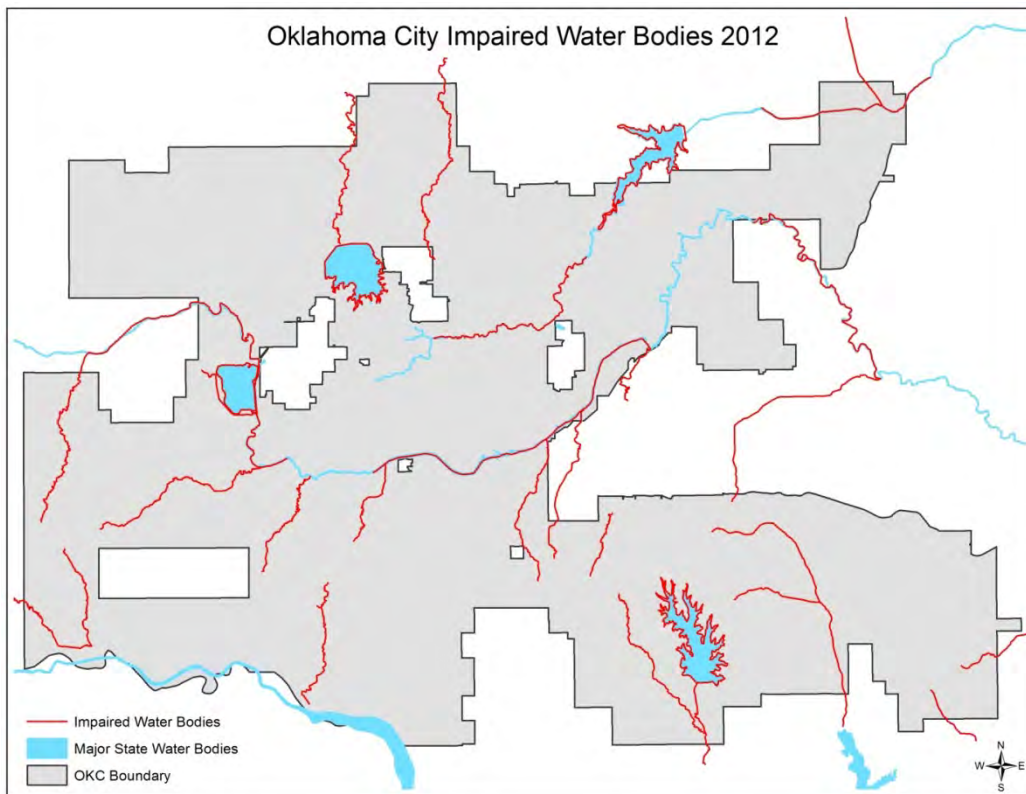 Oklahoma City Impaired Water Bodies 2012
Impaired Water Bodies
Major State Water Bodies
OKC Boundary
N
W E
S